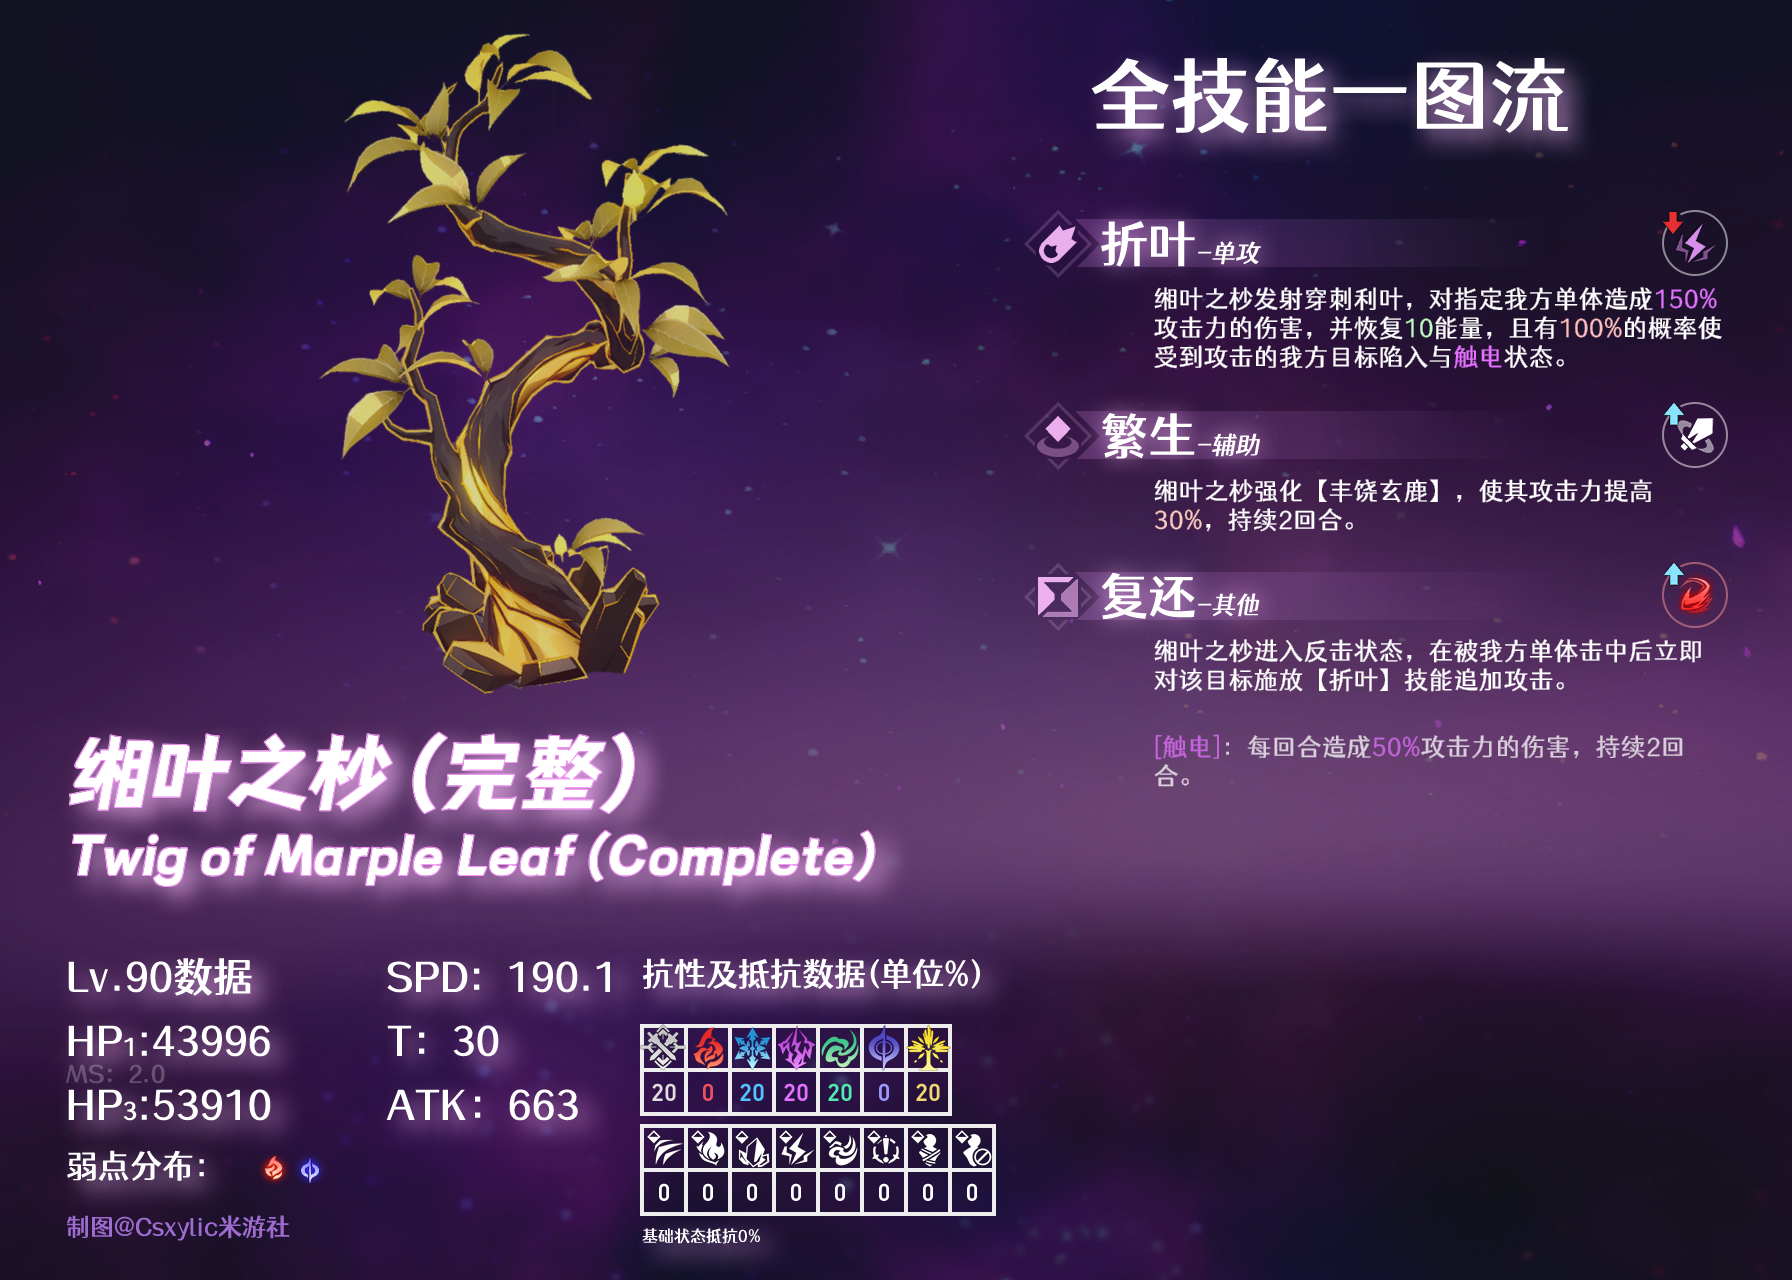 全技能一图流
折叶-单攻
缃叶之杪发射穿刺利叶，对指定我方单体造成150%
攻击力的伤害，并恢复10能量，且有100%的概率使
受到攻击的我方目标陷入与触电状态。
繁生-辅助
缃叶之杪强化【丰饶玄鹿】，使其攻击力提高
30%，持续2回合。
复还-其他
缃叶之杪进入反击状态，在被我方单体击中后立即
对该目标施放【折叶】技能追加攻击。
[触电]：每回合造成50%攻击力的伤害，持续2回
合。
缃叶之杪（完整）
Twig of Marple Leaf (Complete)
Lv.90数据
HP1:43996
MS：2.0
HP3:53910
弱点分布：
制图@Csxylic米游社
SPD：190.1
T：30
ATK：663
抗性及抵抗数据(单位%)
20 0 20 20 20 0 20
0 0 0 0 0 0 0 0
基础状态抵抗0%